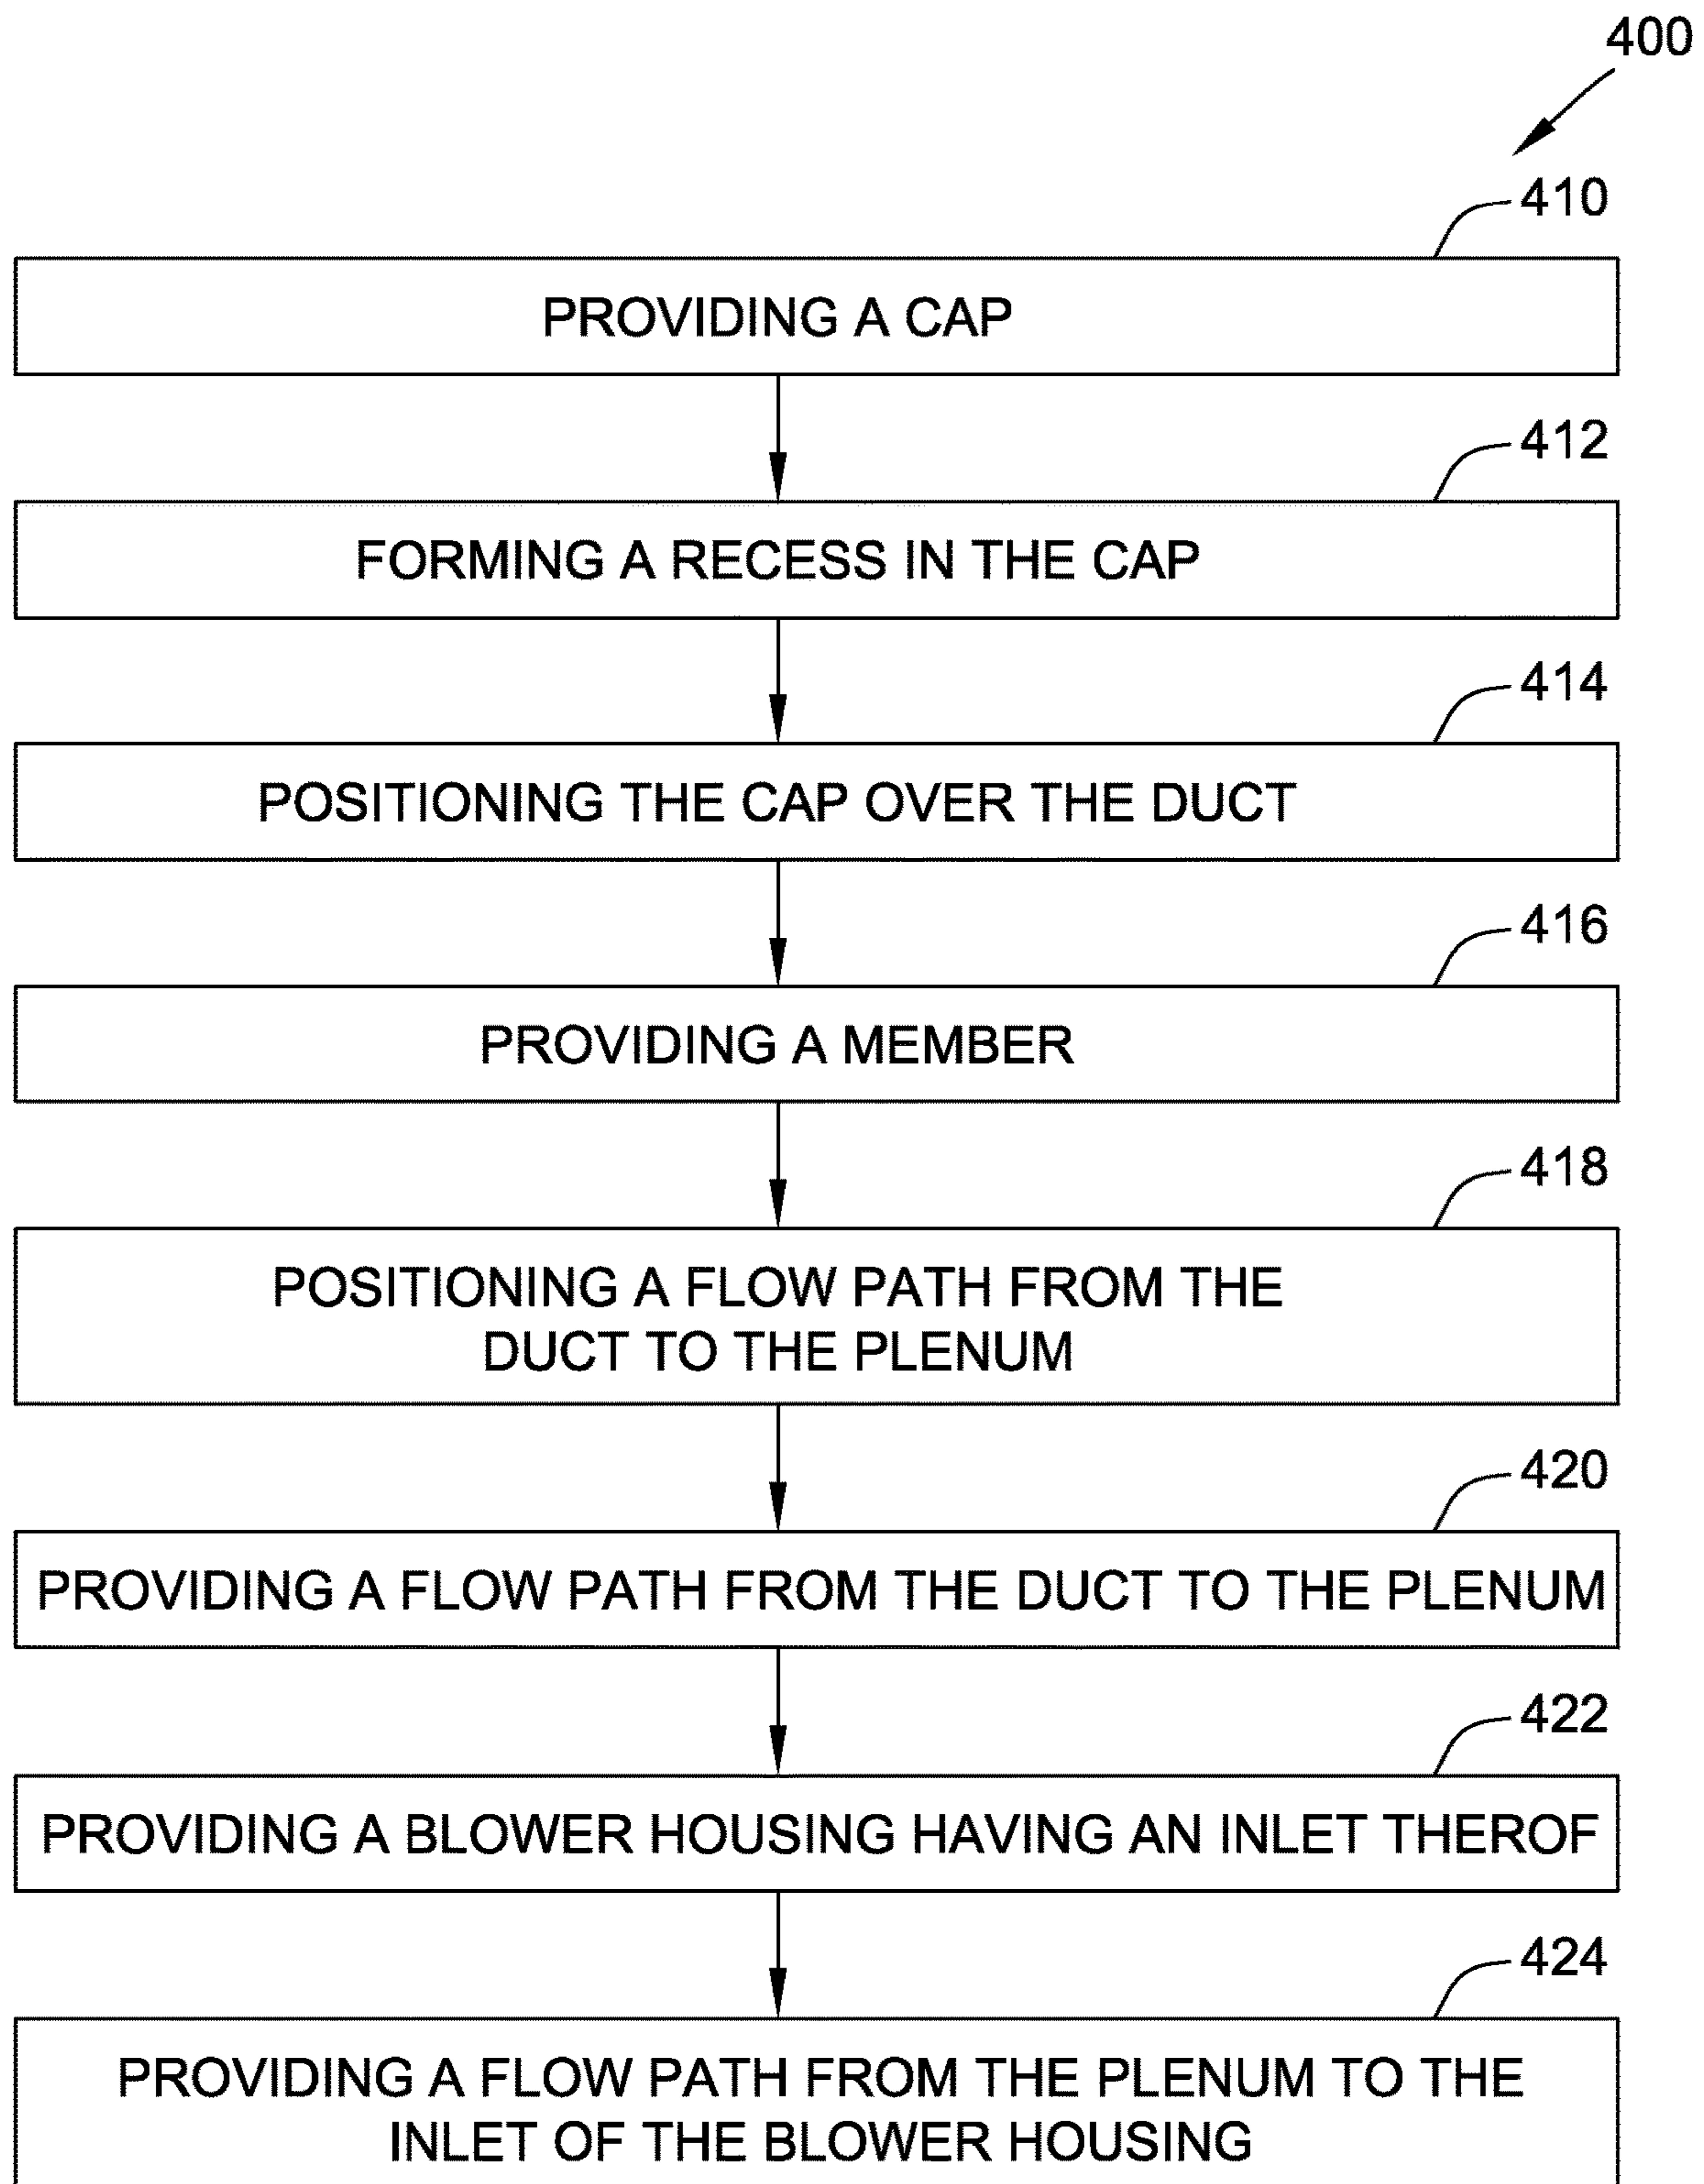 400
410
PROVIDING A CAP
412
FORMING A RECESS IN THE CAP
414
POSITIONING THE CAP OVER THE DUCT
416
PROVIDING A MEMBER
418
POSITIONING A FLOW PATH FROM THE
DUCT TO THE PLENUM
420
PROVIDING A FLOW PATH FROM THE DUCT TO THE PLENUM
422
PROVIDING A BLOWER HOUSING HAVING AN INLET THEROF
424
PROVIDING A FLOW PATH FROM THE PLENUM TO THE
INLET OF THE BLOWER HOUSING